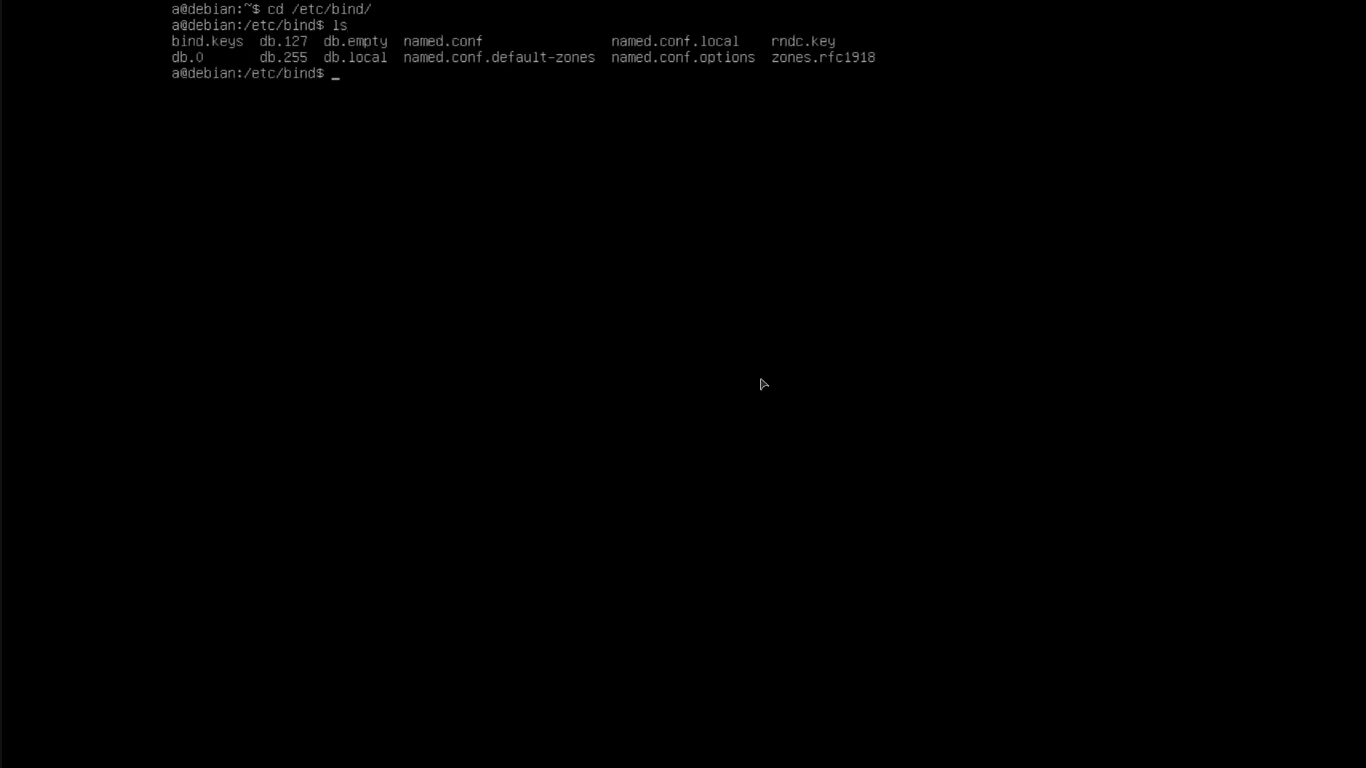 a@debian:~$ cd /etc/bind/
a@debian:/etc/bind$ ls
bind.keys  db.127  db.empty  named.conf                named.conf.local    rndc.key
db.0       db.255  db.local  named.conf.default-zones  named.conf.options  zones.rfc1918
a@debian:/etc/bind$ _